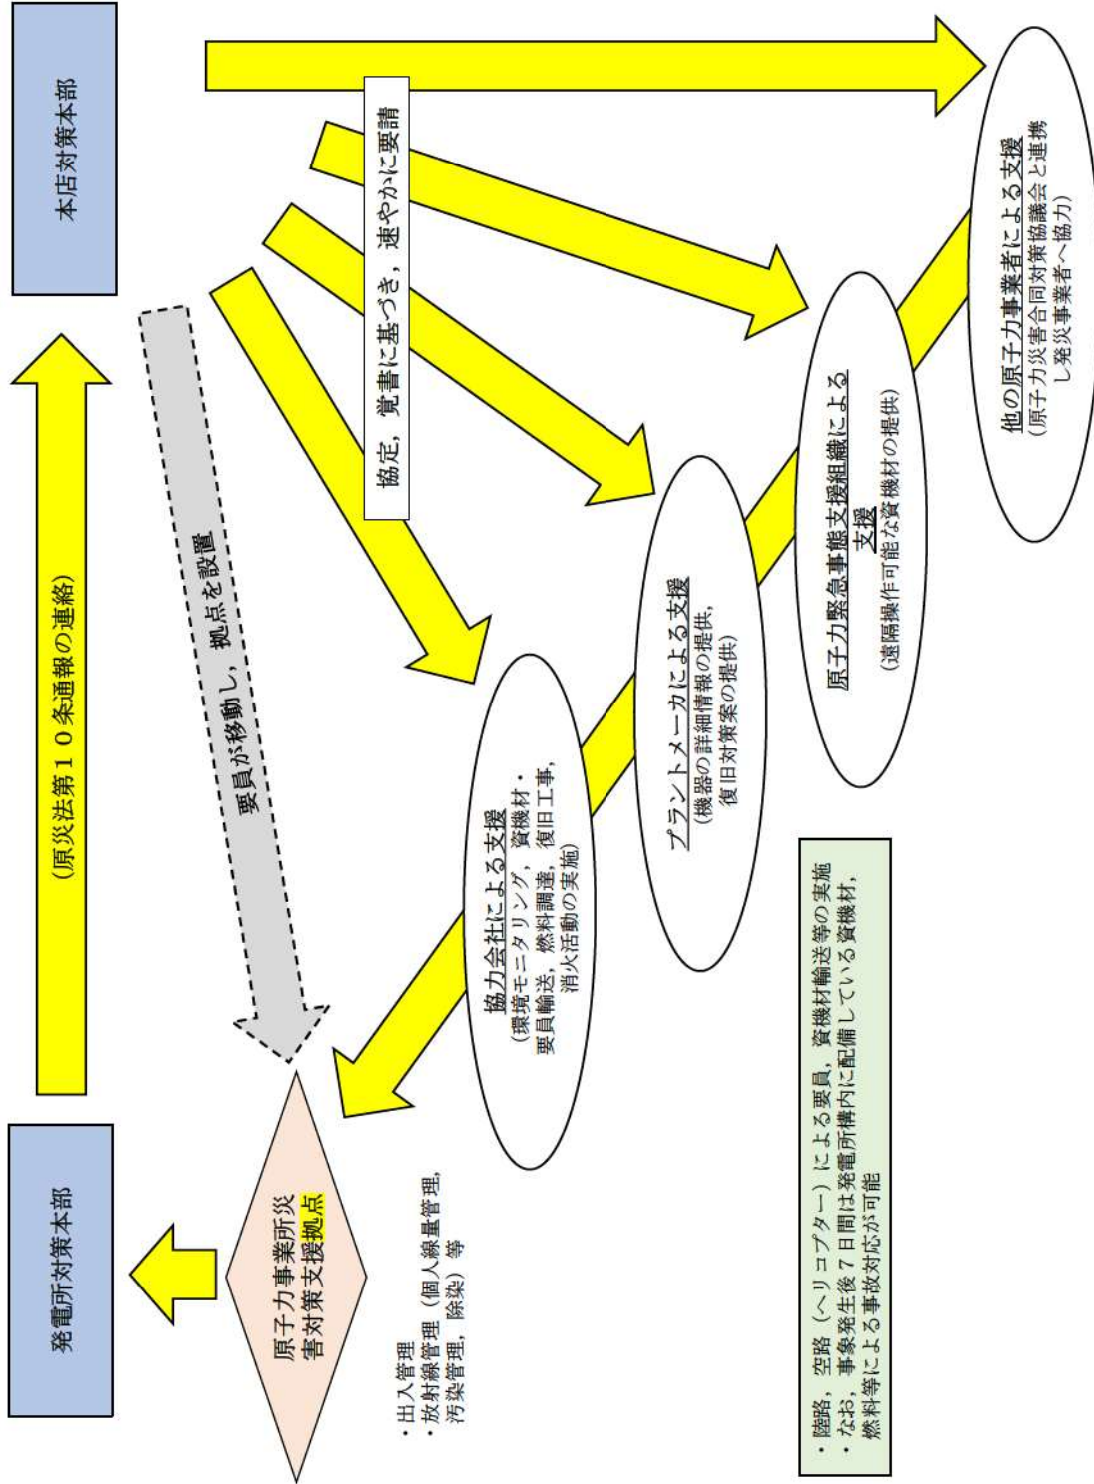 発電所対策本部
(原災法第１０条通報の連絡)
本店対策本部
要員が移動し，拠点を設置
協定，覚書に基づき，速やかに要請
原子力事業所災
害対策支援拠点
・出入管理
・放射線管理（個人線量管理，
汚染管理，除染）等
協力会社による支援
(環境モニタリング，資機材・
要員輸送，燃料調達，復旧工事，
消火活動の実施)
プラントメーカによる支援
(機器の詳細情報の提供，
復旧対策案の提供)
原子力緊急事態支援組織による
支援
(遠隔操作可能な資機材の提供)
他の原子力事業者による支援
(原子力災害合同対策協議会と連携
し発災事業者へ協力)
・陸路，空路（ヘリコプター）による要員，資機材輸送等の実施
・なお，事象発生後７日間は発電所構内に配備している資機材，
燃料等による事故対応が可能